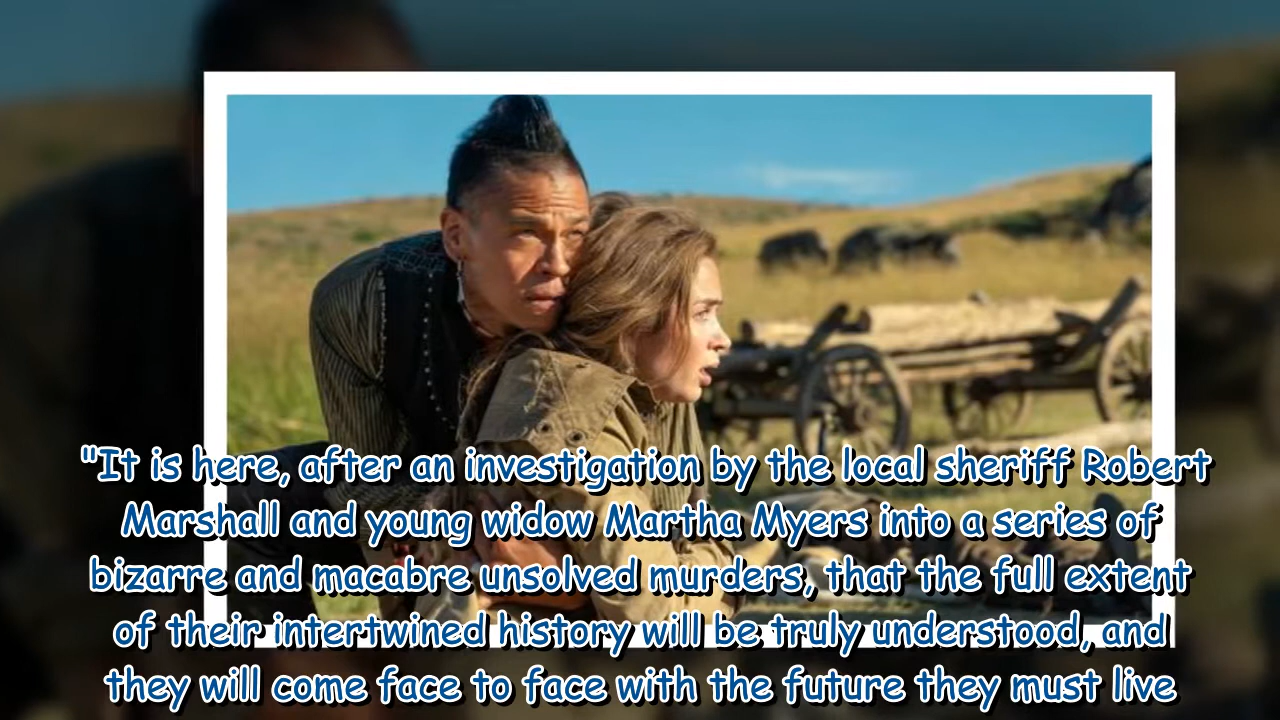 "It is here, after an investigation by the local sheriff Robert
Marshall and young widow Martha Myers into a series of
bizarre and macabre unsolved murders, that the full extent
of their intertwined history will be truly understood, and
they will come face to face with the future they must live